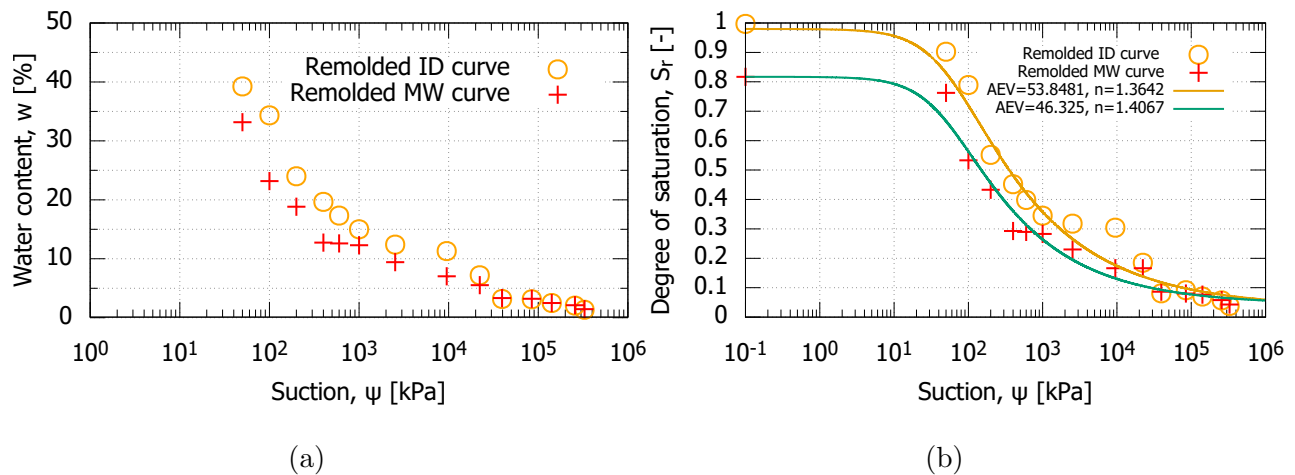 50
40
30
20
10
0
10⁰ 10¹ 10² 10³ 10⁴ 10⁵ 10⁶
Water content, w [%]
Suction, ψ [kPa]
Remolded ID curve
Remolded MW curve
(a)
1
0.9
0.8
0.7
0.6
0.5
0.4
0.3
0.2
0.1
0
10⁻¹ 10⁰ 10¹ 10² 10³ 10⁴ 10⁵ 10⁶
Degree of saturation, Sᵣ [-]
Suction, ψ [kPa]
Remolded ID curve
Remolded MW curve
AEV=53.8481, n=1.3642
AEV=46.325, n=1.4067
(b)